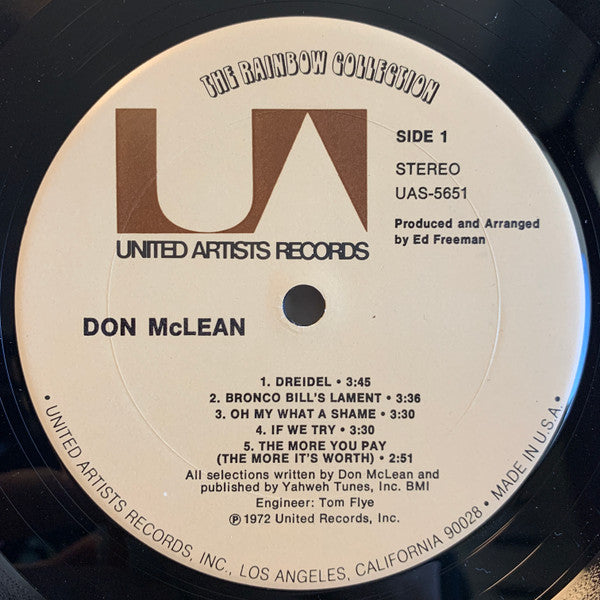 THE RAINBOW COLLECTION
UA
SIDE 1
STEREO
UAS-5651
Produced and Arranged
by Ed Freeman
UNITED ARTISTS RECORDS
DON McLEAN
1. DREIDEL • 3:45
2. BRONCO BILL'S LAMENT • 3:36
3. OH MY WHAT A SHAME • 3:30
4. IF WE TRY • 3:30
5. THE MORE YOU PAY
(THE MORE IT'S WORTH) • 2:51
All selections written by Don McLean and
published by Yahweh Tunes, Inc. BMI
Engineer: Tom Flye
℗ 1972 United Records, Inc.
• UNITED ARTISTS RECORDS, INC., LOS ANGELES, CALIFORNIA 90028 • MADE IN U.S.A. •